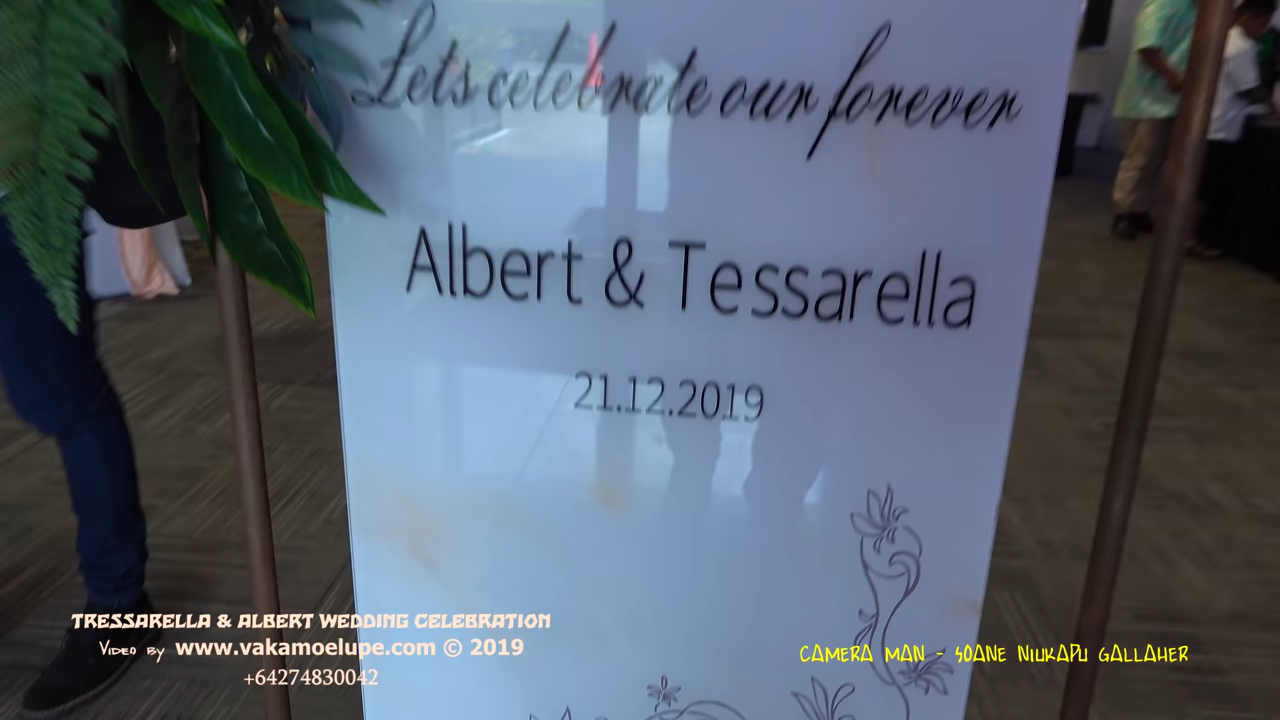 Lets celebrate our forever
Albert & Tessarella
21.12.2019
TRESSARELLA & ALBERT WEDDING CELEBRATION
VIDEO BY www.vakamoelupe.com © 2019
+64274830042
CAMERA MAN - SOANE NIUKAPU GALLAHER